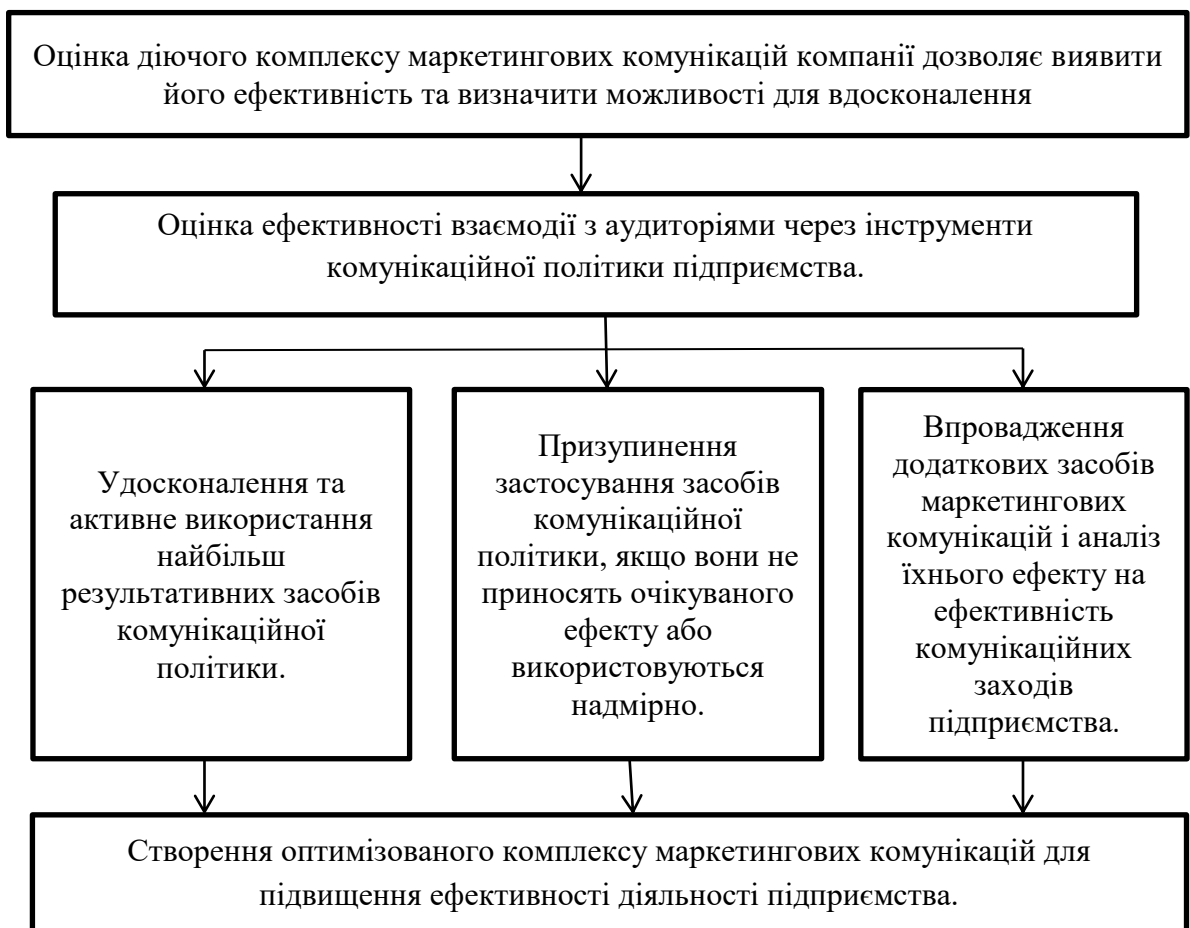 Оцінка діючого комплексу маркетингових комунікацій компанії дозволяє виявити
його ефективність та визначити можливості для вдосконалення
Оцінка ефективності взаємодії з аудиторіями через інструменти
комунікаційної політики підприємства.
Удосконалення та
активне використання
найбільш
результативних засобів
комунікаційної
політики.
Призупинення
застосування засобів
комунікаційної
політики, якщо вони не
приносять очікуваного
ефекту або
використовуються
надмірно.
Впровадження
додаткових засобів
маркетингових
комунікацій і аналіз
їхнього ефекту на
ефективність
комунікаційних
заходів
підприємства.
Створення оптимізованого комплексу маркетингових комунікацій для
підвищення ефективності діяльності підприємства.